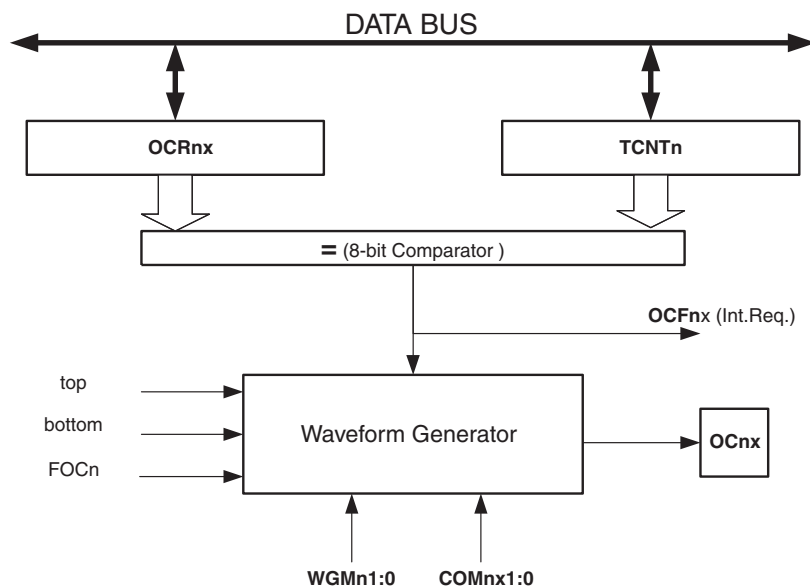 DATA BUS
OCRnx
TCNTn
= (8-bit Comparator )
OCFnx (Int.Req.)
top
bottom
FOCn
Waveform Generator
OCnx
WGMn1:0
COMnx1:0